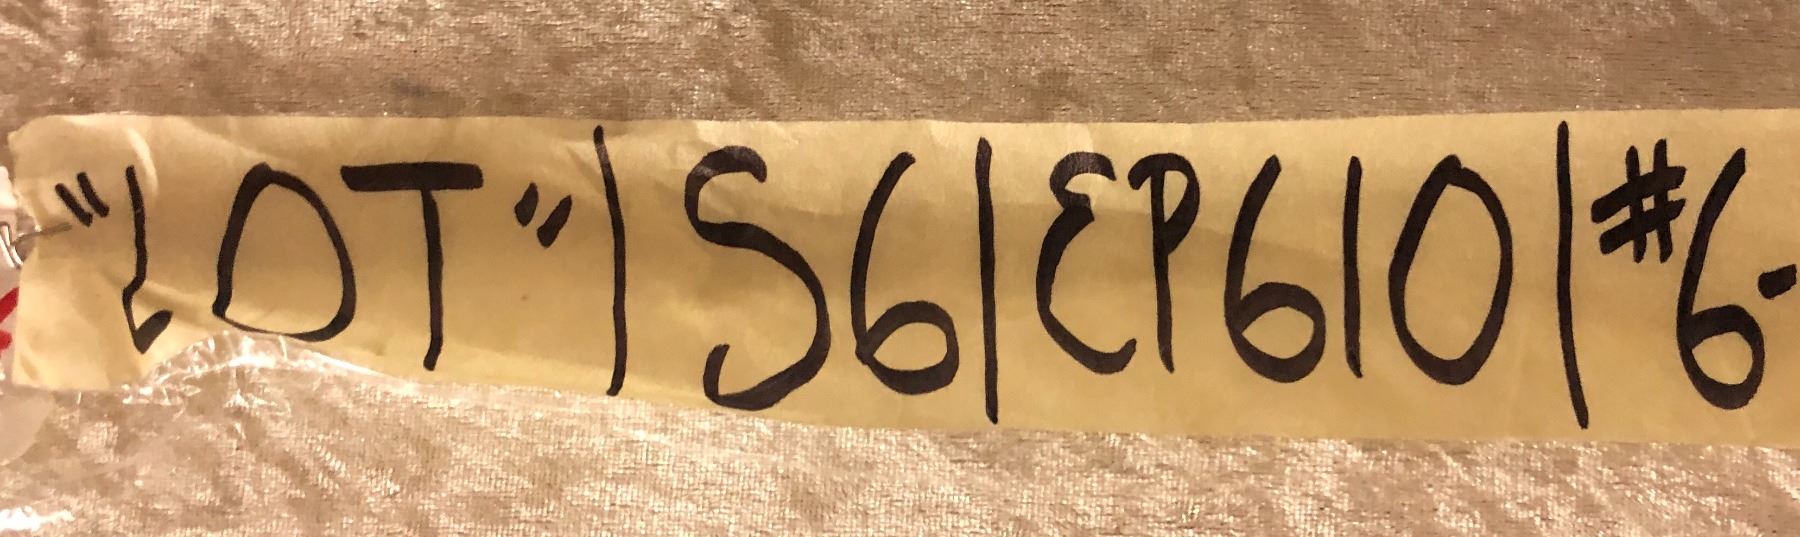 "LOT" | S6 | EP610 | #6-